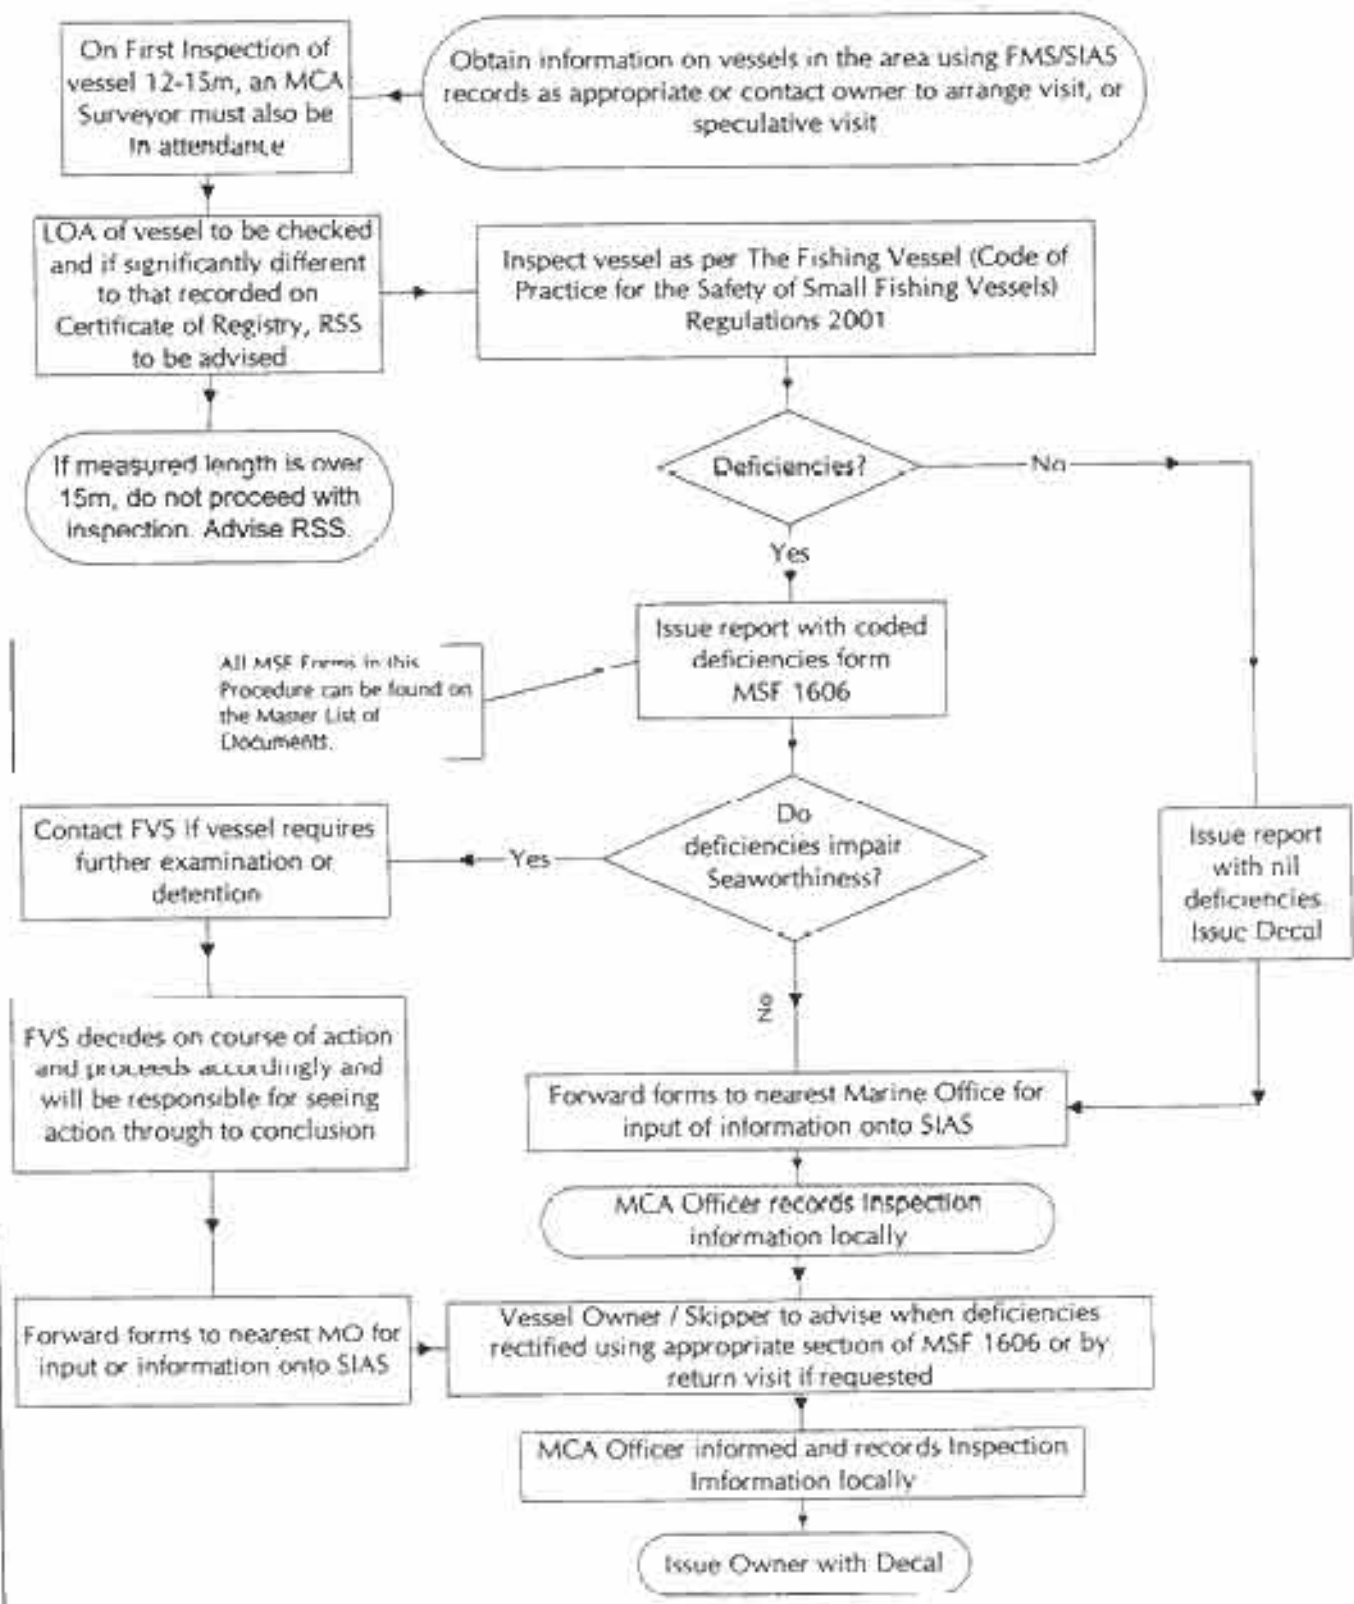 On First Inspection of
vessel 12-15m, an MCA
Surveyor must also be
in attendance
Obtain information on vessels in the area using FMS/SIAS
records as appropriate or contact owner to arrange visit, or
speculative visit
LOA of vessel to be checked
and if significantly different
to that recorded on
Certificate of Registry, RSS
to be advised
Inspect vessel as per The Fishing Vessel (Code of
Practice for the Safety of Small Fishing Vessels)
Regulations 2001
If measured length is over
15m, do not proceed with
inspection. Advise RSS.
Deficiencies?
No
Yes
Issue report with coded
deficiencies form
MSF 1606
All MSF Forms in this
Procedure can be found on
the Master List of
Documents.
Do
deficiencies impair
Seaworthiness?
Yes
Contact FVS if vessel requires
further examination or
detention
Issue report
with nil
deficiencies
Issue Decal
No
FVS decides on course of action
and proceeds accordingly and
will be responsible for seeing
action through to conclusion
Forward forms to nearest Marine Office for
input of information onto SIAS
MCA Officer records Inspection
information locally
Forward forms to nearest MO for
input or information onto SIAS
Vessel Owner / Skipper to advise when deficiencies
rectified using appropriate section of MSF 1606 or by
return visit if requested
MCA Officer informed and records Inspection
Imformation locally
Issue Owner with Decal